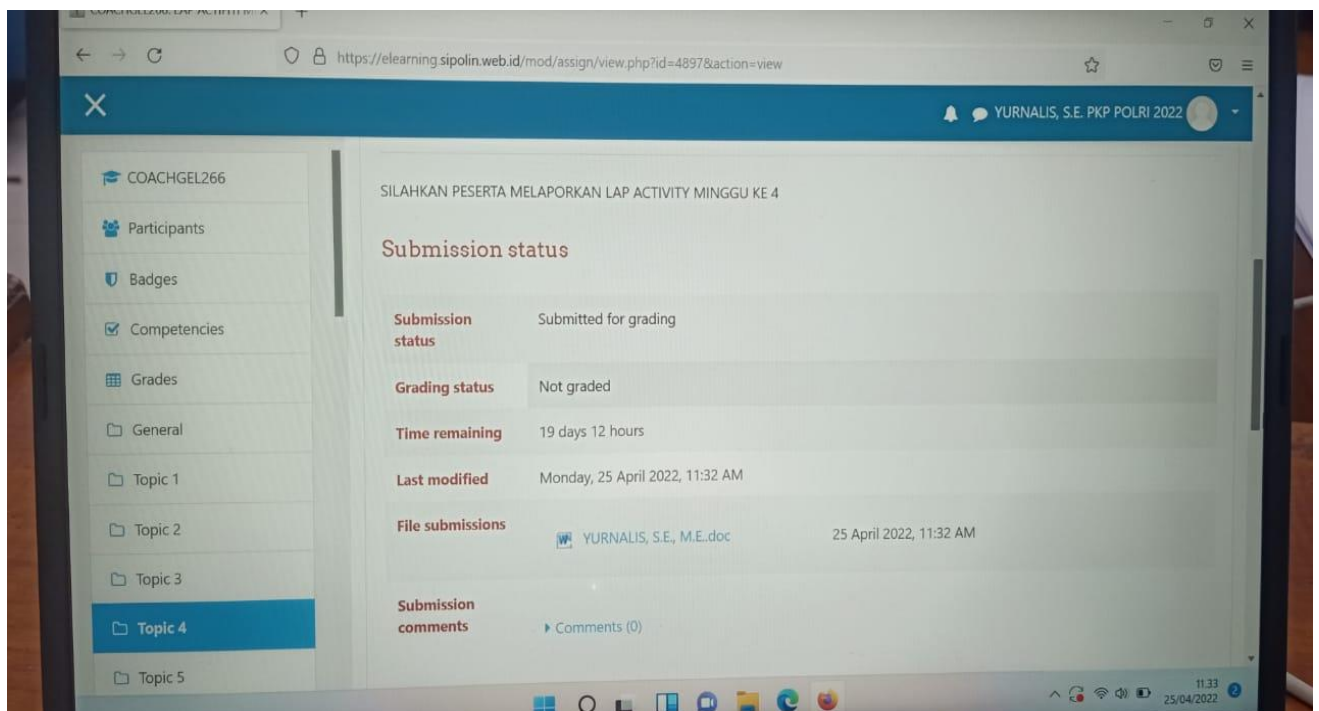 https://elearning.sipolin.web.id/mod/assign/view.php?id=4897&action=view
YURNALIS, S.E. PKP POLRI 2022
COACHGEL266
Participants
Badges
Competencies
Grades
General
Topic 1
Topic 2
Topic 3
Topic 4
Topic 5
SILAHKAN PESERTA MELAPORKAN LAP ACTIVITY MINGGU KE 4
Submission status
Submission status Submitted for grading
Grading status Not graded
Time remaining 19 days 12 hours
Last modified Monday, 25 April 2022, 11:32 AM
File submissions YURNALIS, S.E., M.E..doc 25 April 2022, 11:32 AM
Submission comments Comments (0)
11.33
25/04/2022
2